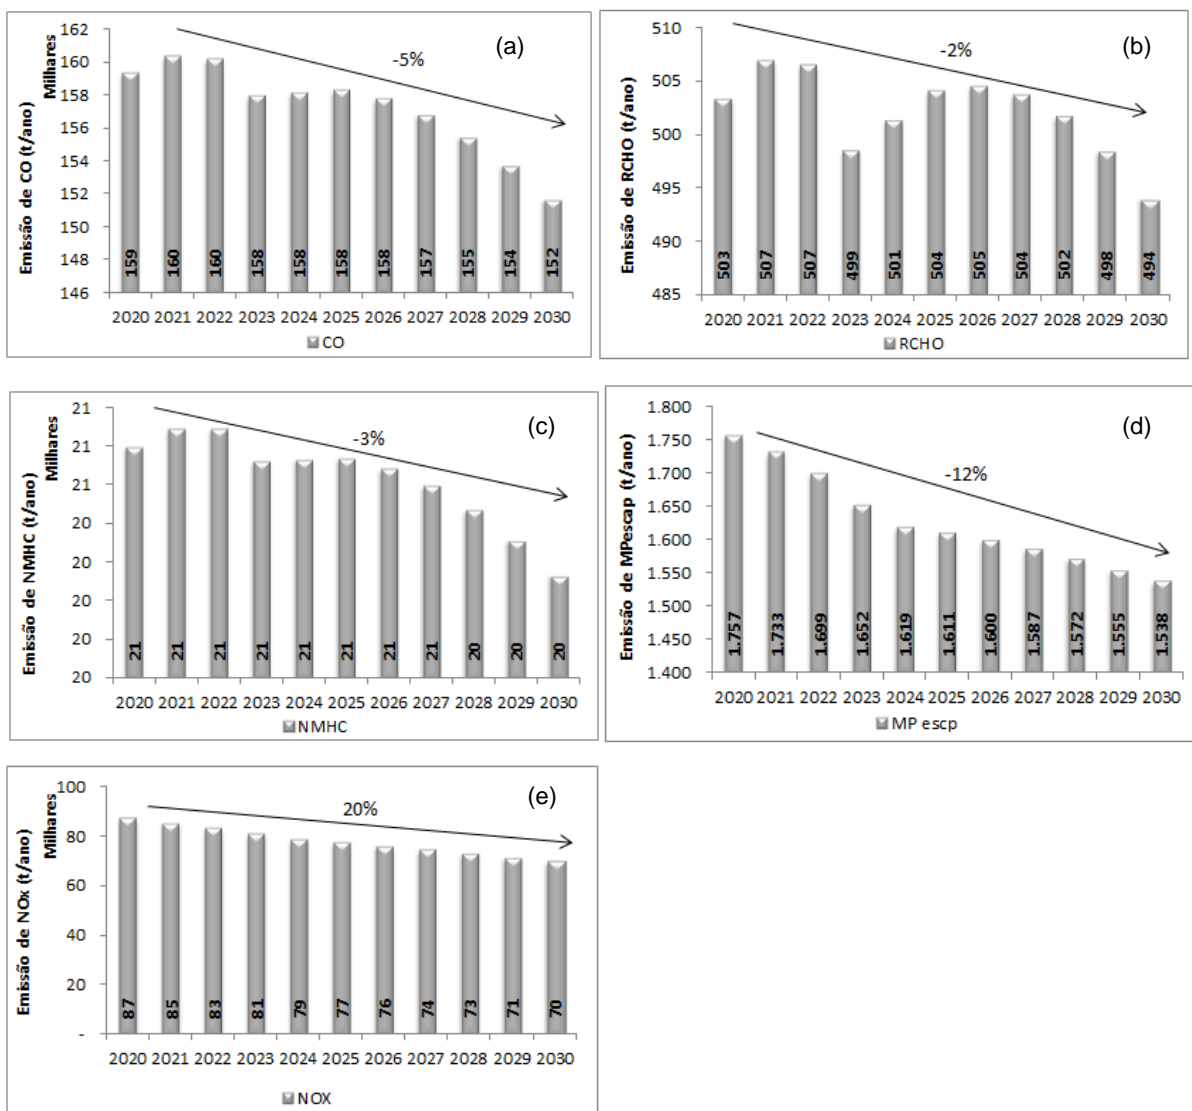 (a)
Emissão de CO (t/ano)
Milhares
162
160
158
156
154
152
150
148
146
-5%
159 160 160 158 158 158 158 157 155 154 152
2020 2021 2022 2023 2024 2025 2026 2027 2028 2029 2030
CO
(b)
Emissão de RCHO (t/ano)
510
505
500
495
490
485
-2%
503 507 507 499 501 504 505 504 502 498 494
2020 2021 2022 2023 2024 2025 2026 2027 2028 2029 2030
RCHO
(c)
Emissão de NMHC (t/ano)
Milhares
21
21
21
20
20
20
20
20
-3%
21 21 21 21 21 21 21 21 20 20 20
2020 2021 2022 2023 2024 2025 2026 2027 2028 2029 2030
NMHC
(d)
Emissão de MPescap (t/ano)
1.800
1.750
1.700
1.650
1.600
1.550
1.500
1.450
1.400
-12%
1.757 1.733 1.699 1.652 1.619 1.611 1.600 1.587 1.572 1.555 1.538
2020 2021 2022 2023 2024 2025 2026 2027 2028 2029 2030
MP escp
(e)
Emissão de NOx (t/ano)
Milhares
100
80
60
40
20
-
20%
87 85 83 81 79 77 76 74 73 71 70
2020 2021 2022 2023 2024 2025 2026 2027 2028 2029 2030
NOX